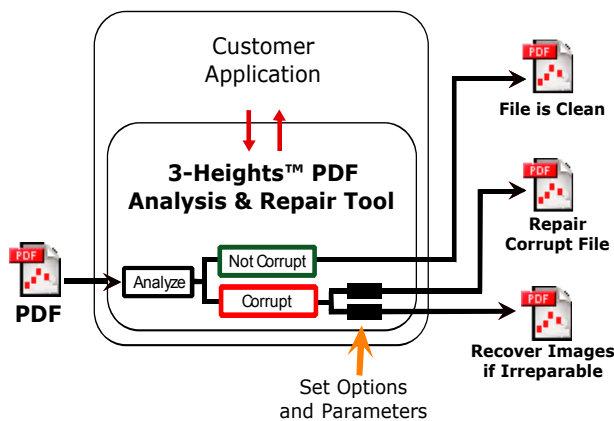 Customer
Application
3-Heights™ PDF
Analysis & Repair Tool
PDF
PDF
Analyze
Not Corrupt
Corrupt
Set Options
and Parameters
PDF
File is Clean
PDF
Repair
Corrupt File
PDF
Recover Images
if Irreparable